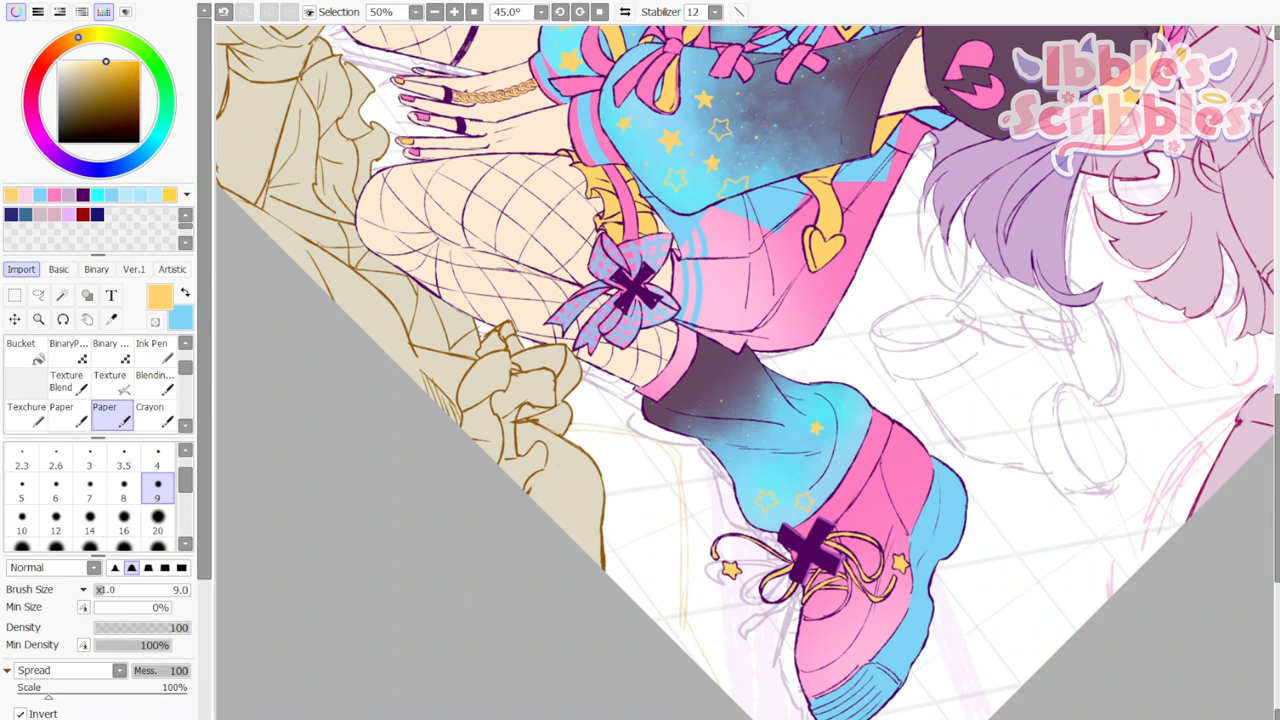 Selection 50% 45.0° Stabilizer 12
Ibble's
Scribbles
Import Basic Binary Ver.1 Artistic
T
Bucket BinaryP... Binary ... Ink Pen
Texture Blend Texture Blendin...
Texchure Paper Paper Crayon
2.3 2.6 3 3.5 4
5 6 7 8 9
10 12 14 16 20
Normal
Brush Size x1.0 9.0
Min Size 0%
Density 100
Min Density 100%
Spread Mess. 100
Scale 100%
Invert